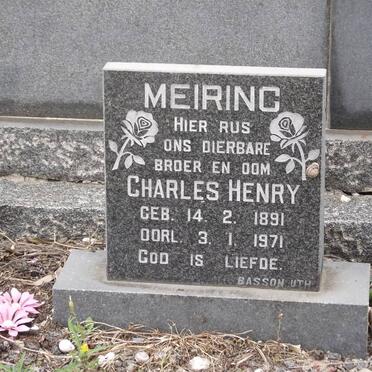 MEIRING
HIER RUS
ONS DIERBARE
BROER EN OOM
CHARLES HENRY
GEB. 14. 2. 1891
OORL. 3. 1. 1971
GOD IS LIEFDE.
BASSON UTH